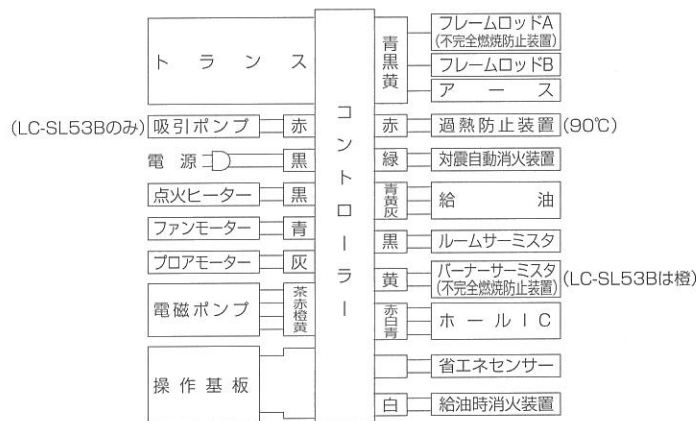 トランス
青
黒
黄
フレームロッドA
(不完全燃焼防止装置)
フレームロッドB
アース
コントローラー
(LC-SL53Bのみ)
吸引ポンプ
赤
赤
過熱防止装置
(90℃)
電源
黒
緑
対震自動消火装置
点火ヒーター
黒
青
黄
灰
給油
ファンモーター
青
黒
ルームサーミスタ
ブロアモーター
灰
黄
バーナーサーミスタ
(不完全燃焼防止装置)
(LC-SL53Bは橙)
電磁ポンプ
茶
赤
橙
黄
赤
白
青
ホールIC
操作基板
省エネセンサー
白
給油時消火装置